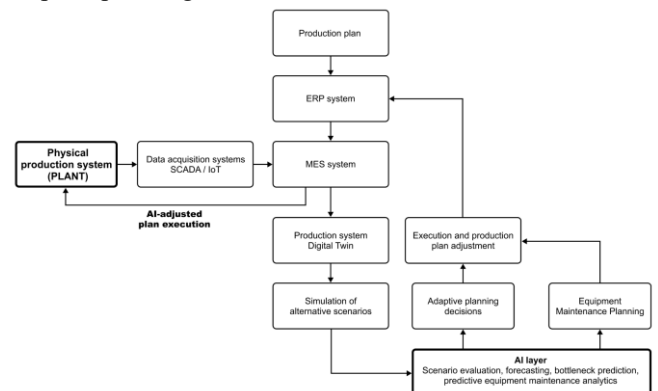 Production plan
ERP system
Physical
production system
(PLANT)
Data acquisition systems
SCADA / IoT
MES system
AI-adjusted
plan execution
Production system
Digital Twin
Execution and production
plan adjustment
Simulation of
alternative scenarios
Adaptive planning
decisions
Equipment
Maintenance Planning
AI layer
Scenario evaluation, forecasting, bottleneck prediction,
predictive equipment maintenance analytics